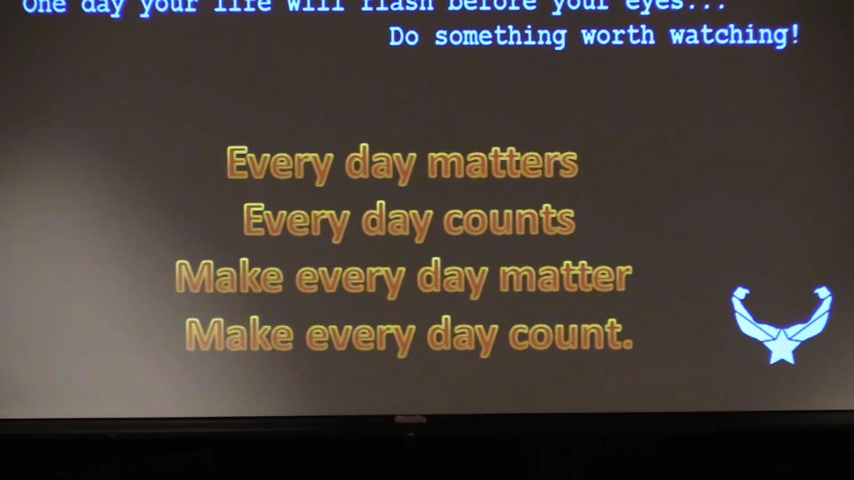 One day your life will flash before your eyes...
Do something worth watching!
Every day matters
Every day counts
Make every day matter
Make every day count.